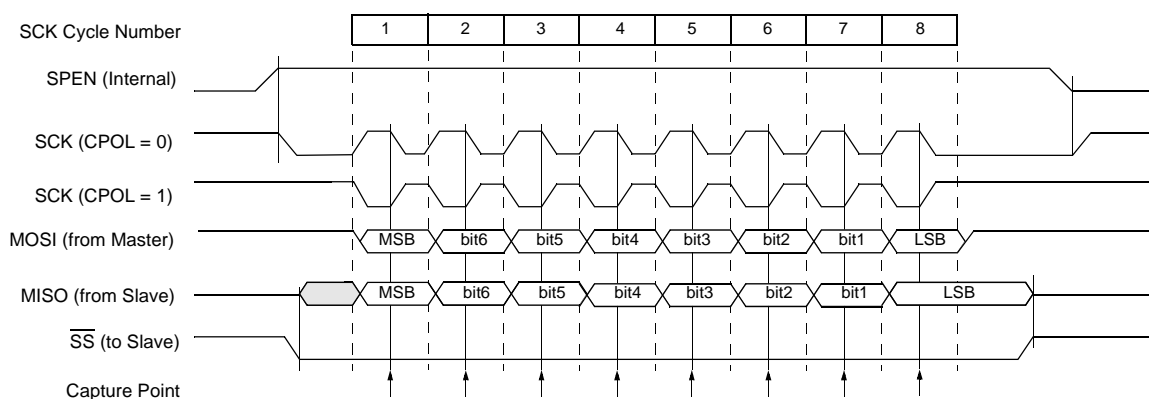 SCK Cycle Number 1 2 3 4 5 6 7 8
SPEN (Internal)
SCK (CPOL = 0)
SCK (CPOL = 1)
MOSI (from Master) MSB bit6 bit5 bit4 bit3 bit2 bit1 LSB
MISO (from Slave) MSB bit6 bit5 bit4 bit3 bit2 bit1 LSB
SS (to Slave)
Capture Point